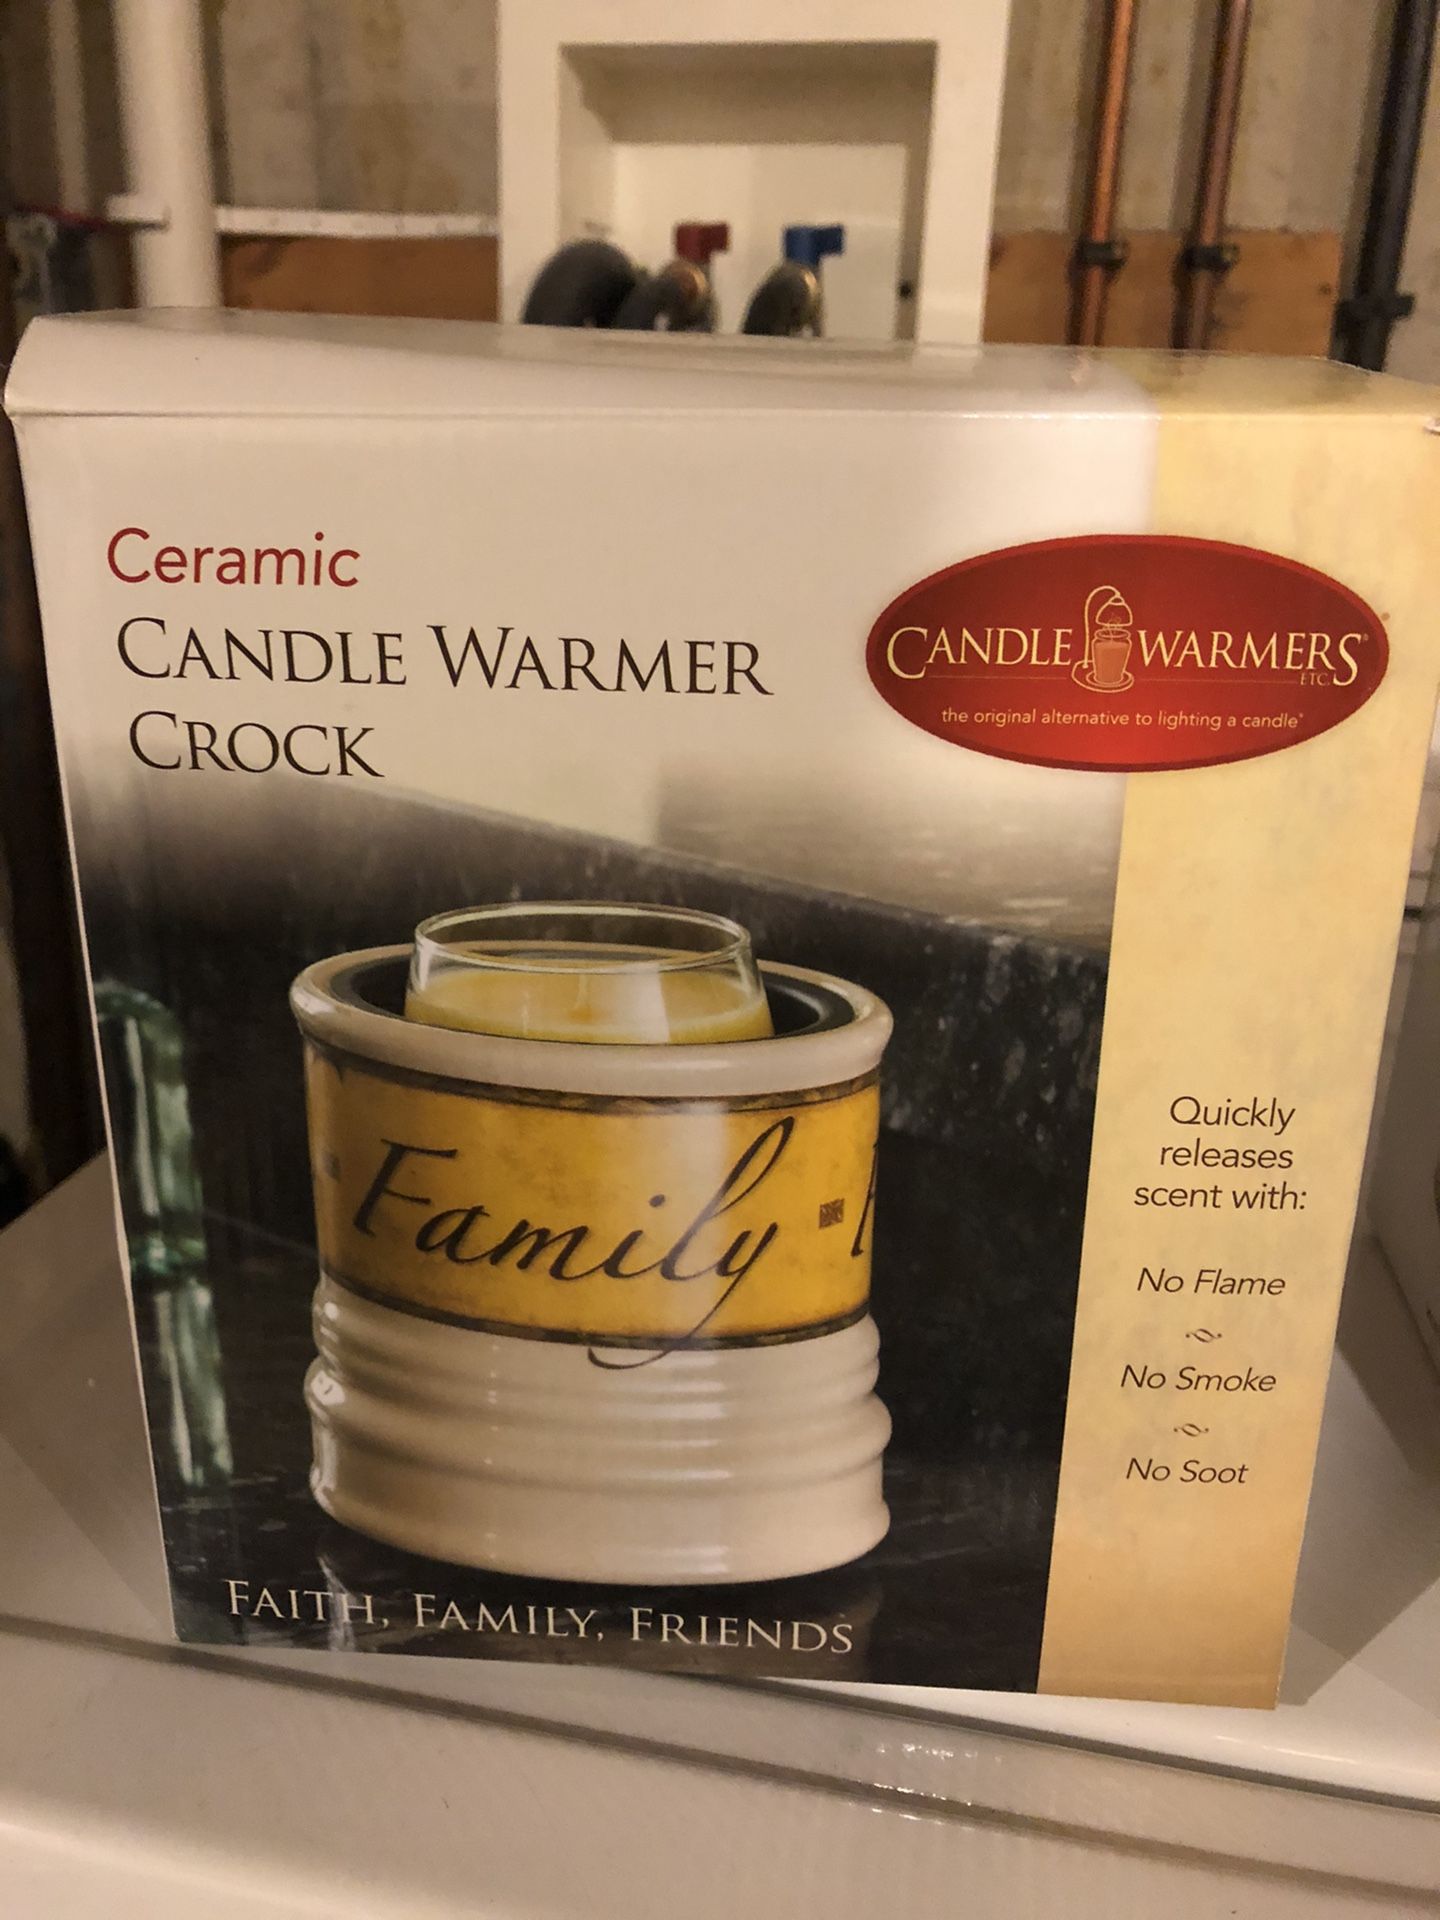 Ceramic
CANDLE WARMER
CROCK
CANDLE WARMERS®
ETC.
the original alternative to lighting a candle®
Family
Quickly
releases
scent with:
No Flame
No Smoke
No Soot
FAITH, FAMILY, FRIENDS